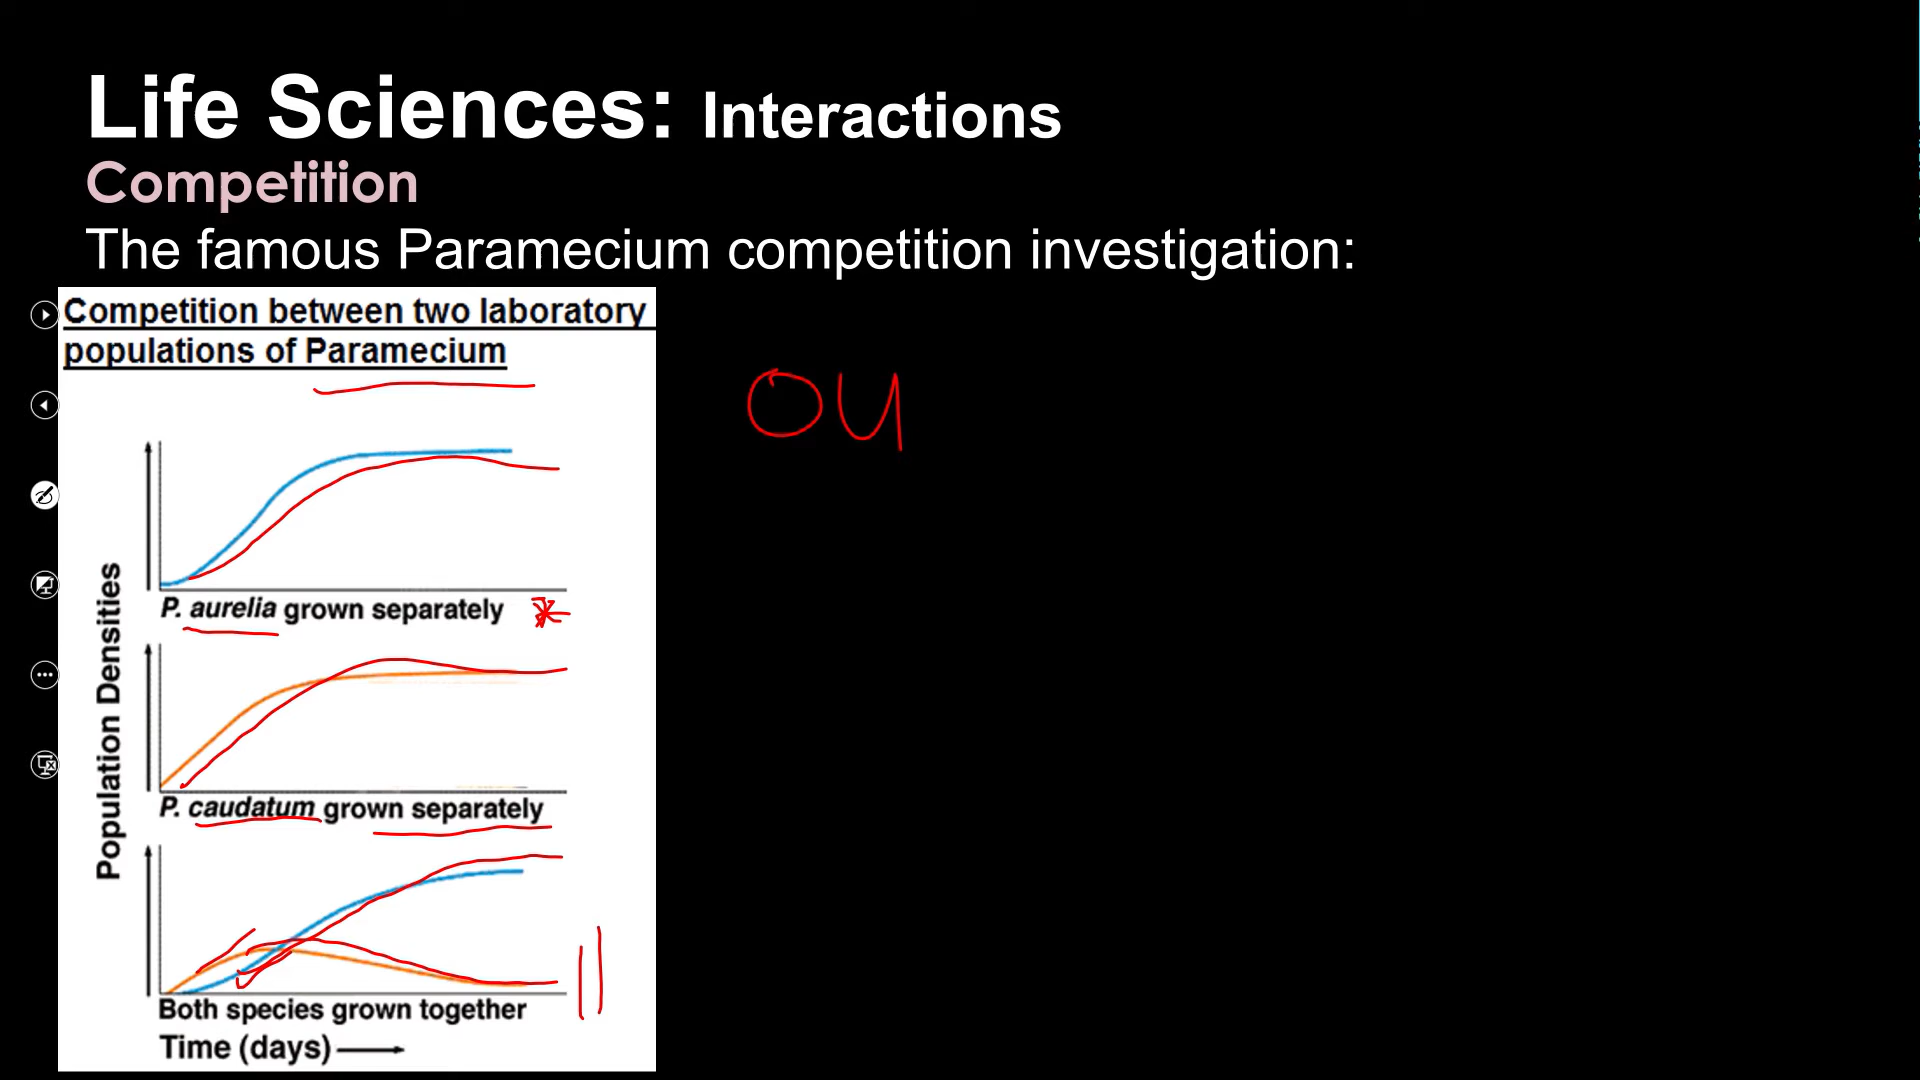 Life Sciences: Interactions
Competition
The famous Paramecium competition investigation:
Competition between two laboratory
populations of Paramecium
OU
Population Densities
P. aurelia grown separately
P. caudatum grown separately
Both species grown together
Time (days)